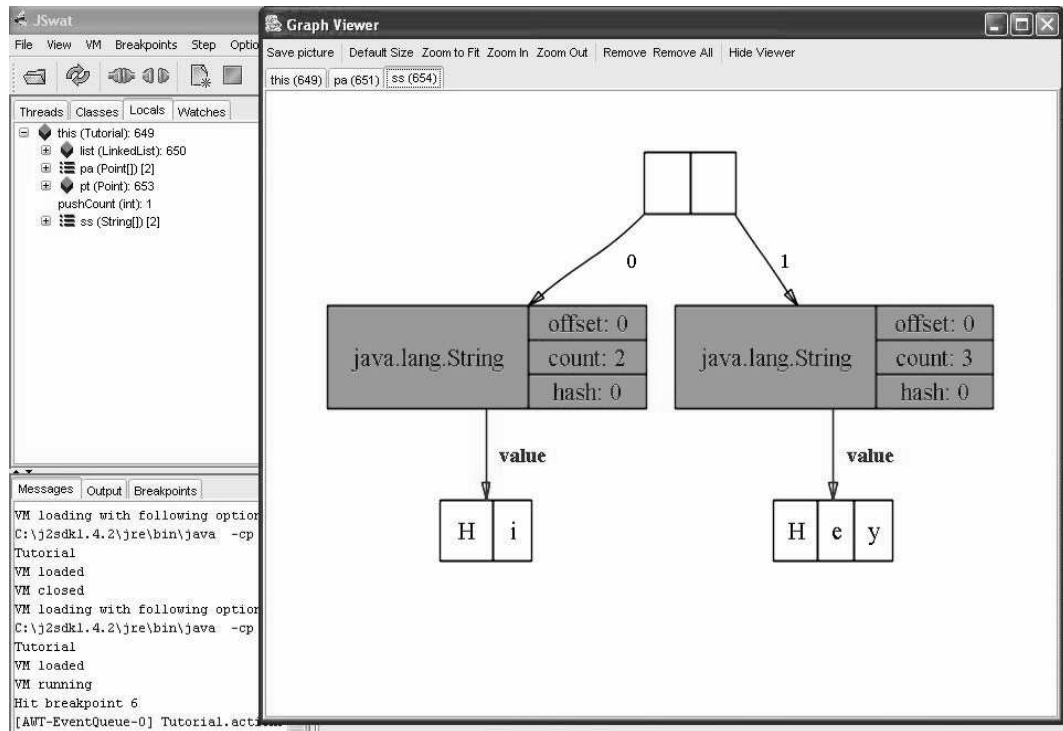 JSwat
File View VM Breakpoints Step Optio
Threads Classes Locals Watches
this (Tutorial): 649
list (LinkedList): 650
pa (Point[]) [2]
pt (Point): 653
pushCount (int): 1
ss (String[]) [2]
Messages Output Breakpoints
VM loading with following option
C:\j2sdk1.4.2\jre\bin\java -cp
Tutorial
VM loaded
VM closed
VM loading with following option
C:\j2sdk1.4.2\jre\bin\java -cp
Tutorial
VM loaded
VM running
Hit breakpoint 6
[AWT-EventQueue-0] Tutorial.action
Graph Viewer
Save picture Default Size Zoom to Fit Zoom In Zoom Out Remove Remove All Hide Viewer
this (649) pa (651) ss (654)
0 1
java.lang.String
offset: 0
count: 2
hash: 0
java.lang.String
offset: 0
count: 3
hash: 0
value value
H i
H e y